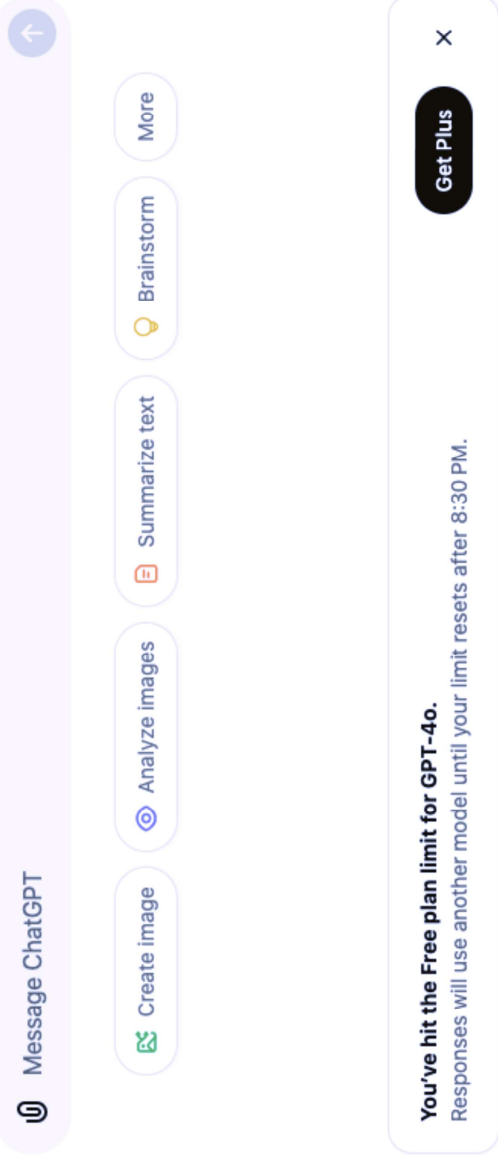 Message ChatGPT
Create image
Analyze images
Summarize text
Brainstorm
More
You've hit the Free plan limit for GPT-4o.
Responses will use another model until your limit resets after 8:30 PM.
Get Plus